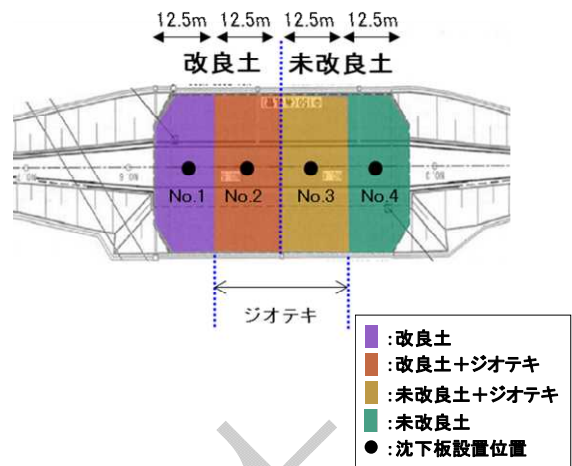 12.5m 12.5m 12.5m 12.5m
改良土 未改良土
No.1 No.2 No.3 No.4
ジオテキ
:改良土
:改良土+ジオテキ
:未改良土+ジオテキ
:未改良土
:沈下板設置位置